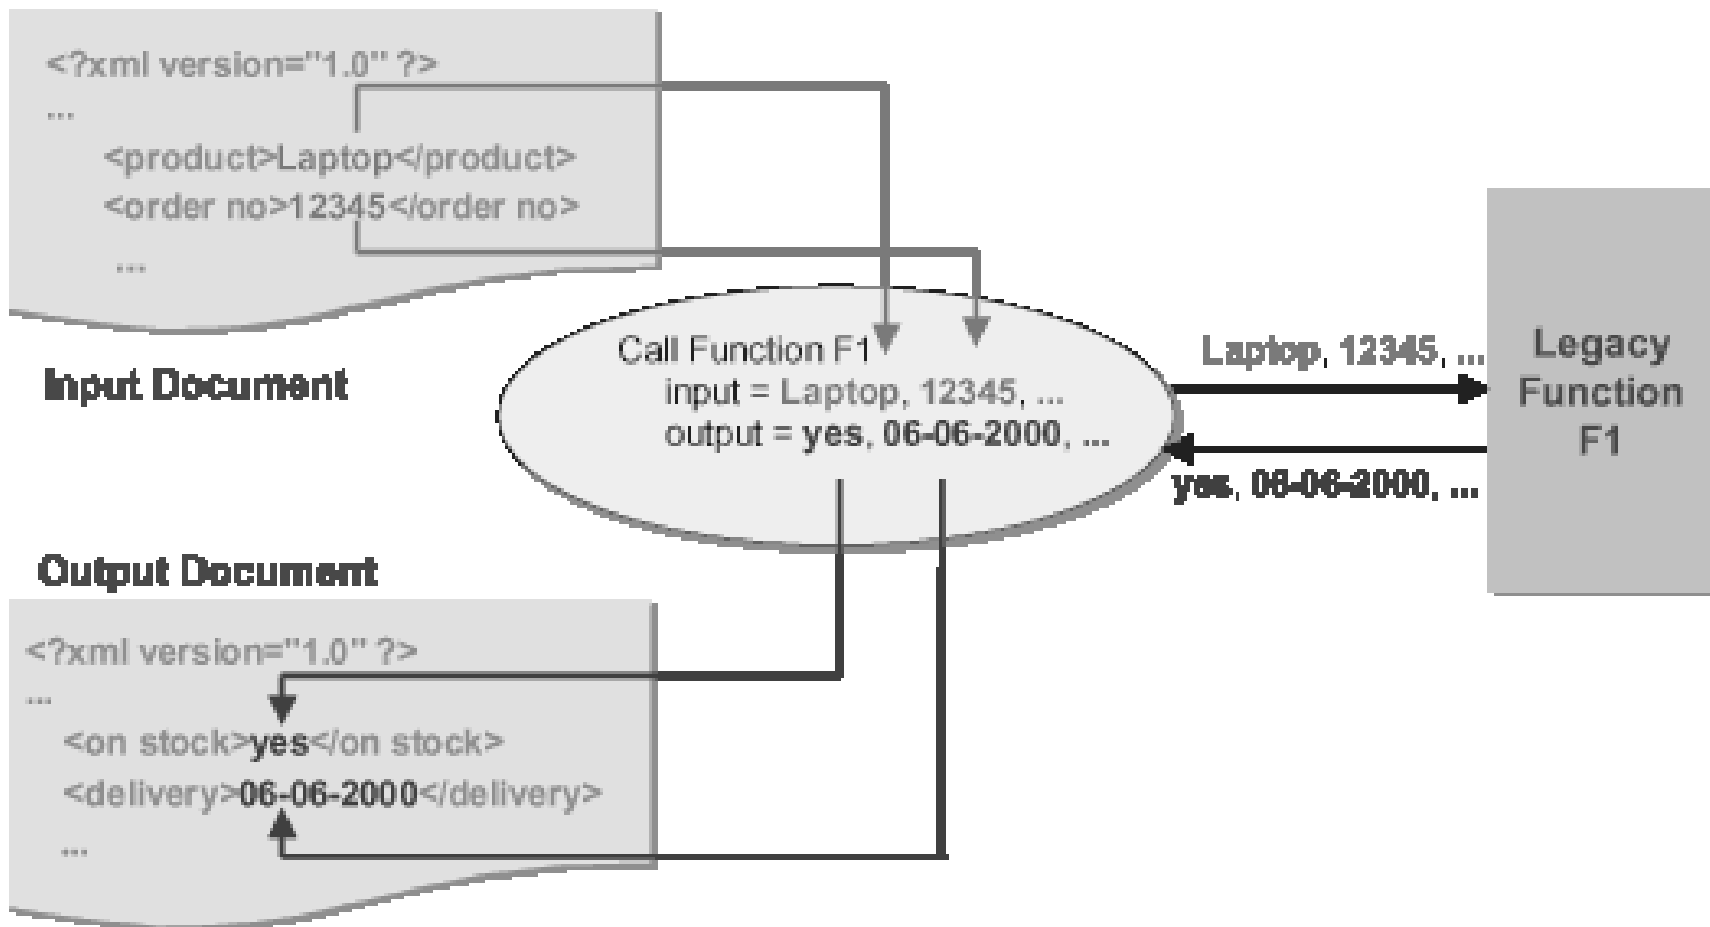 <?xml version="1.0" ?>
...
<product>Laptop</product>
<order no>12345</order no>
...
Input Document
Call Function F1
input = Laptop, 12345, ...
output = yes, 06-06-2000, ...
Laptop, 12345, ...
yes, 06-06-2000, ...
Legacy
Function
F1
Output Document
<?xml version="1.0" ?>
...
<on stock>yes</on stock>
<delivery>06-06-2000</delivery>
...